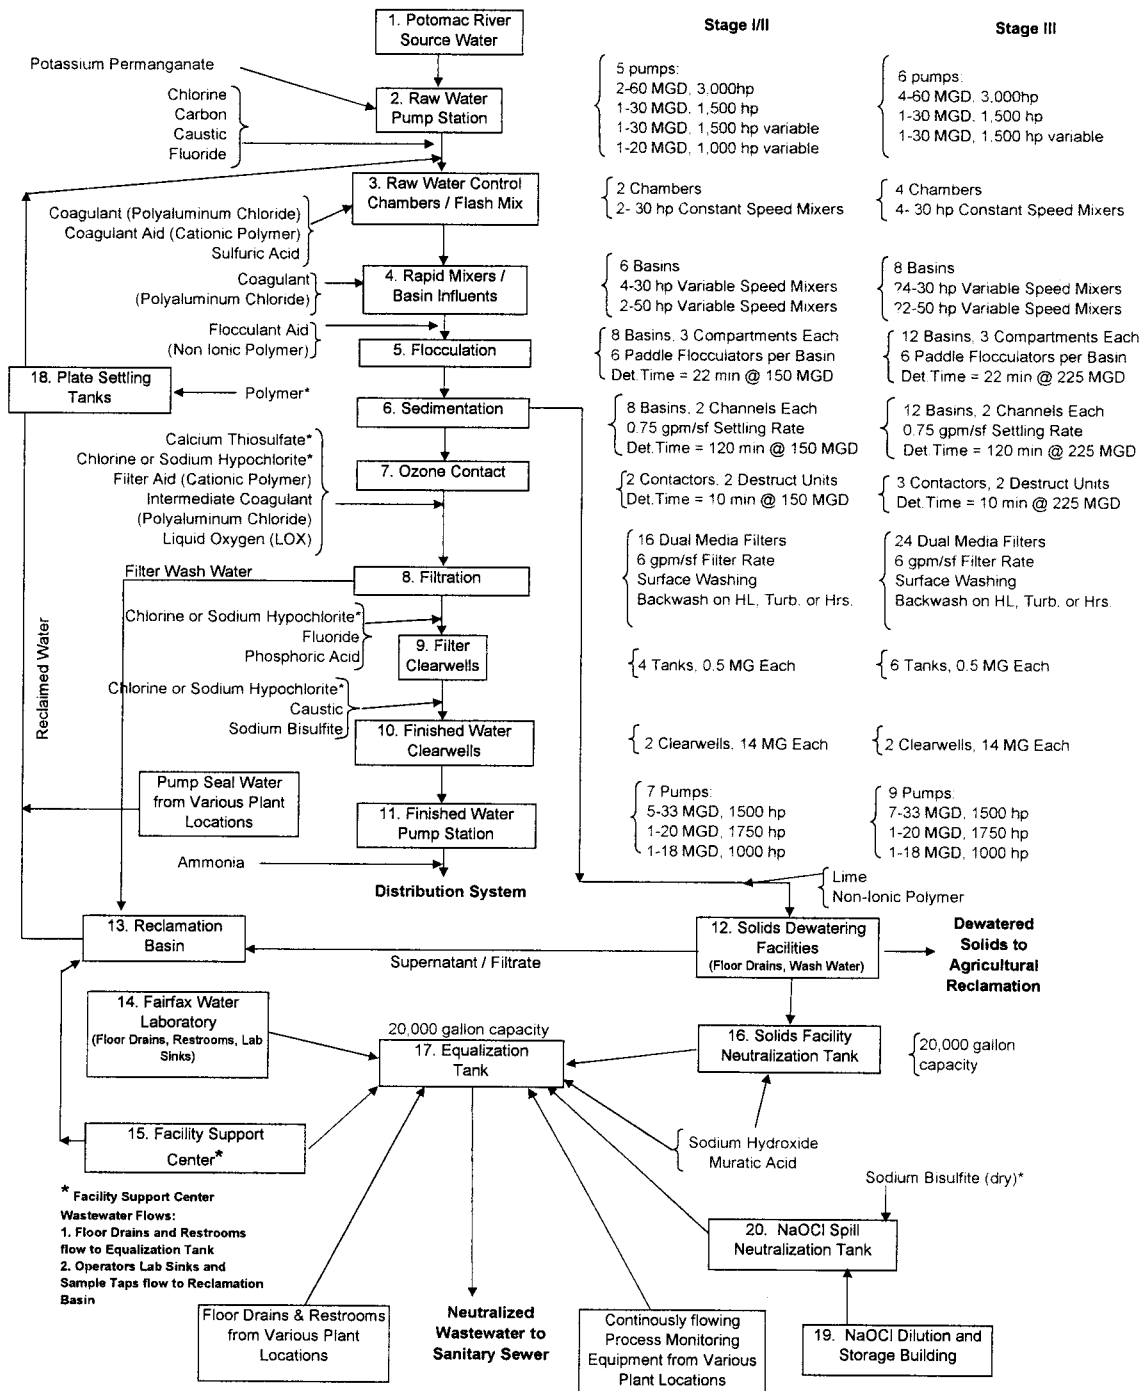 Stage I/II
Stage III
1. Potomac River
Source Water
Potassium Permanganate
2. Raw Water
Pump Station
5 pumps:
2-60 MGD, 3,000hp
1-30 MGD. 1,500 hp
1-30 MGD. 1,500 hp variable
1-20 MGD, 1,000 hp variable
6 pumps:
4-60 MGD. 3,000hp
1-30 MGD. 1,500 hp
1-30 MGD, 1,500 hp variable
Chlorine
Carbon
Caustic
Fluoride
3. Raw Water Control
Chambers / Flash Mix
2 Chambers
2- 30 hp Constant Speed Mixers
4 Chambers
4- 30 hp Constant Speed Mixers
Coagulant (Polyaluminum Chloride)
Coagulant Aid (Cationic Polymer)
Sulfuric Acid
4. Rapid Mixers /
Basin Influents
6 Basins
4-30 hp Variable Speed Mixers
2-50 hp Variable Speed Mixers
8 Basins
?4-30 hp Variable Speed Mixers
?2-50 hp Variable Speed Mixers
Coagulant
(Polyaluminum Chloride)
Flocculant Aid
(Non Ionic Polymer)
5. Flocculation
8 Basins, 3 Compartments Each
6 Paddle Flocculators per Basin
Det.Time = 22 min @ 150 MGD
12 Basins, 3 Compartments Each
6 Paddle Flocculators per Basin
Det.Time = 22 min @ 225 MGD
18. Plate Settling
Tanks
Polymer*
6. Sedimentation
8 Basins, 2 Channels Each
0.75 gpm/sf Settling Rate
Det.Time = 120 min @ 150 MGD
12 Basins, 2 Channels Each
0.75 gpm/sf Settling Rate
Det.Time = 120 min @ 225 MGD
Calcium Thiosulfate*
Chlorine or Sodium Hypochlorite*
Filter Aid (Cationic Polymer)
Intermediate Coagulant
(Polyaluminum Chloride)
Liquid Oxygen (LOX)
7. Ozone Contact
2 Contactors, 2 Destruct Units
Det.Time = 10 min @ 150 MGD
3 Contactors, 2 Destruct Units
Det.Time = 10 min @ 225 MGD
Filter Wash Water
8. Filtration
16 Dual Media Filters
6 gpm/sf Filter Rate
Surface Washing
Backwash on HL, Turb. or Hrs.
24 Dual Media Filters
6 gpm/sf Filter Rate
Surface Washing
Backwash on HL, Turb. or Hrs.
Reclaimed Water
Chlorine or Sodium Hypochlorite*
Fluoride
Phosphoric Acid
9. Filter
Clearwells
4 Tanks, 0.5 MG Each
6 Tanks, 0.5 MG Each
Chlorine or Sodium Hypochlorite*
Caustic
Sodium Bisulfite
10. Finished Water
Clearwells
2 Clearwells. 14 MG Each
2 Clearwells, 14 MG Each
Pump Seal Water
from Various Plant
Locations
11. Finished Water
Pump Station
7 Pumps:
5-33 MGD, 1500 hp
1-20 MGD, 1750 hp
1-18 MGD, 1000 hp
9 Pumps:
7-33 MGD, 1500 hp
1-20 MGD, 1750 hp
1-18 MGD, 1000 hp
Ammonia
Distribution System
Lime
Non-Ionic Polymer
13. Reclamation
Basin
Supernatant / Filtrate
12. Solids Dewatering
Facilities
(Floor Drains, Wash Water)
Dewatered
Solids to
Agricultural
Reclamation
14. Fairfax Water
Laboratory
(Floor Drains, Restrooms, Lab
Sinks)
20,000 gallon capacity
17. Equalization
Tank
16. Solids Facility
Neutralization Tank
20,000 gallon
capacity
15. Facility Support
Center*
Sodium Hydroxide
Muratic Acid
Sodium Bisulfite (dry)*
* Facility Support Center
Wastewater Flows:
1. Floor Drains and Restrooms
flow to Equalization Tank
2. Operators Lab Sinks and
Sample Taps flow to Reclamation
Basin
20. NaOCl Spill
Neutralization Tank
Floor Drains & Restrooms
from Various Plant
Locations
Neutralized
Wastewater to
Sanitary Sewer
Continously flowing
Process Monitoring
Equipment from Various
Plant Locations
19. NaOCl Dilution and
Storage Building